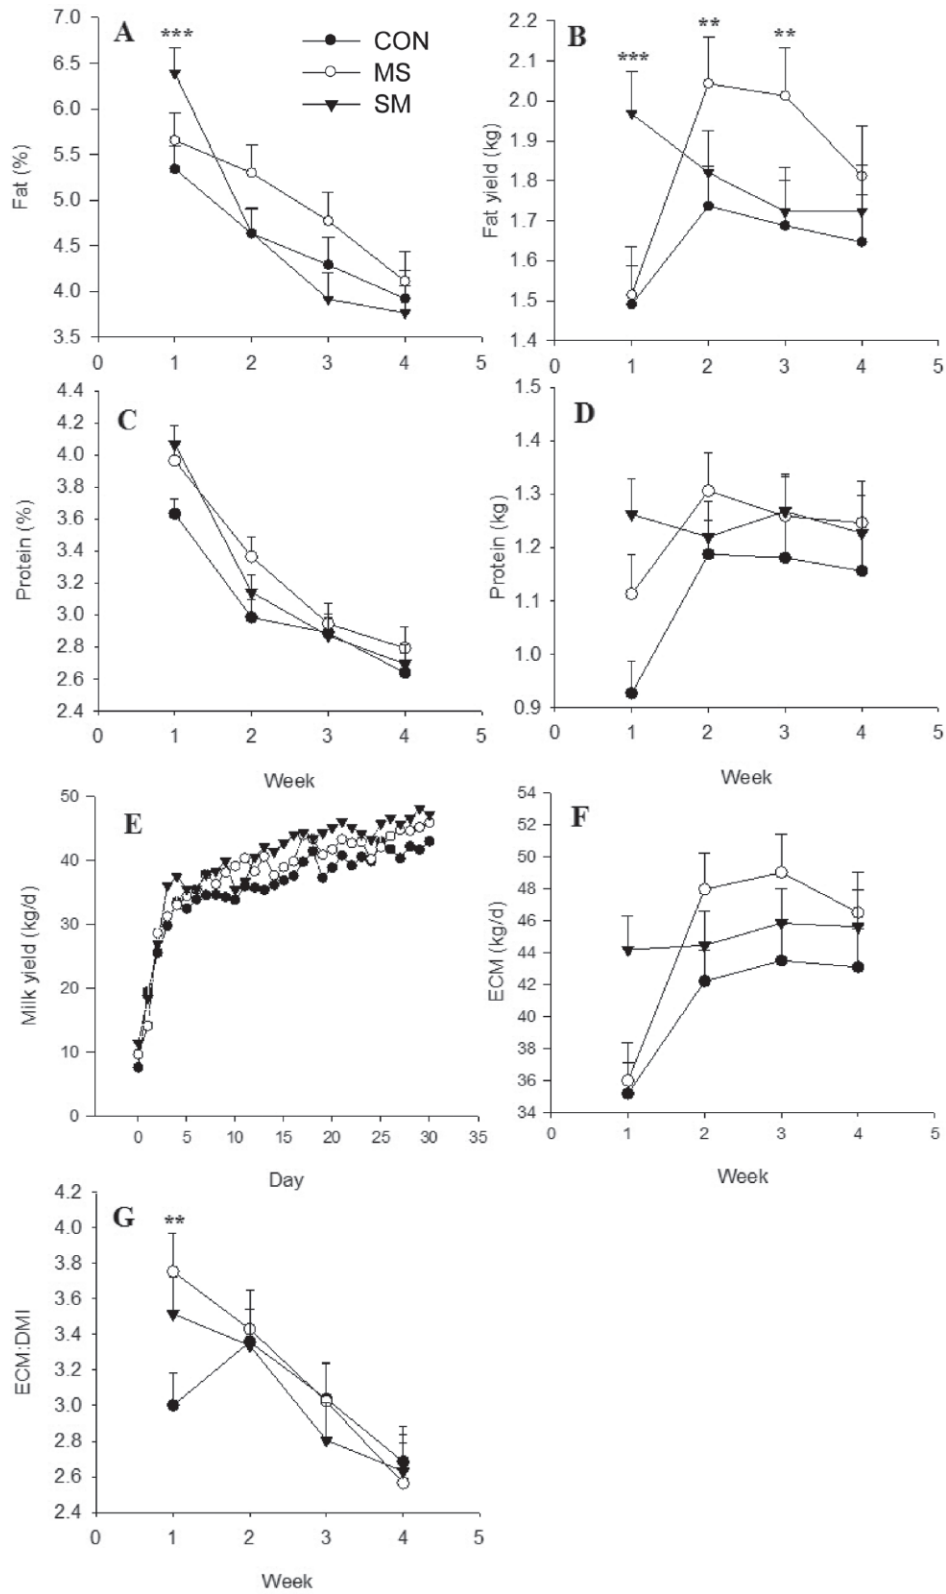 A
***
CON
MS
SM
Fat (%)
7.0
6.5
6.0
5.5
5.0
4.5
4.0
3.5
0 1 2 3 4 5
B
***
**
**
Fat yield (kg)
2.2
2.1
2.0
1.9
1.8
1.7
1.6
1.5
1.4
0 1 2 3 4 5
C
Protein (%)
4.4
4.2
4.0
3.8
3.6
3.4
3.2
3.0
2.8
2.6
2.4
0 1 2 3 4 5
Week
D
Protein (kg)
1.5
1.4
1.3
1.2
1.1
1.0
0.9
0 1 2 3 4 5
Week
E
Milk yield (kg/d)
50
40
30
20
10
0
0 5 10 15 20 25 30 35
Day
F
ECM (kg/d)
54
52
50
48
46
44
42
40
38
36
34
0 1 2 3 4 5
Week
G
**
ECM:DMI
4.2
4.0
3.8
3.6
3.4
3.2
3.0
2.8
2.6
2.4
0 1 2 3 4 5
Week